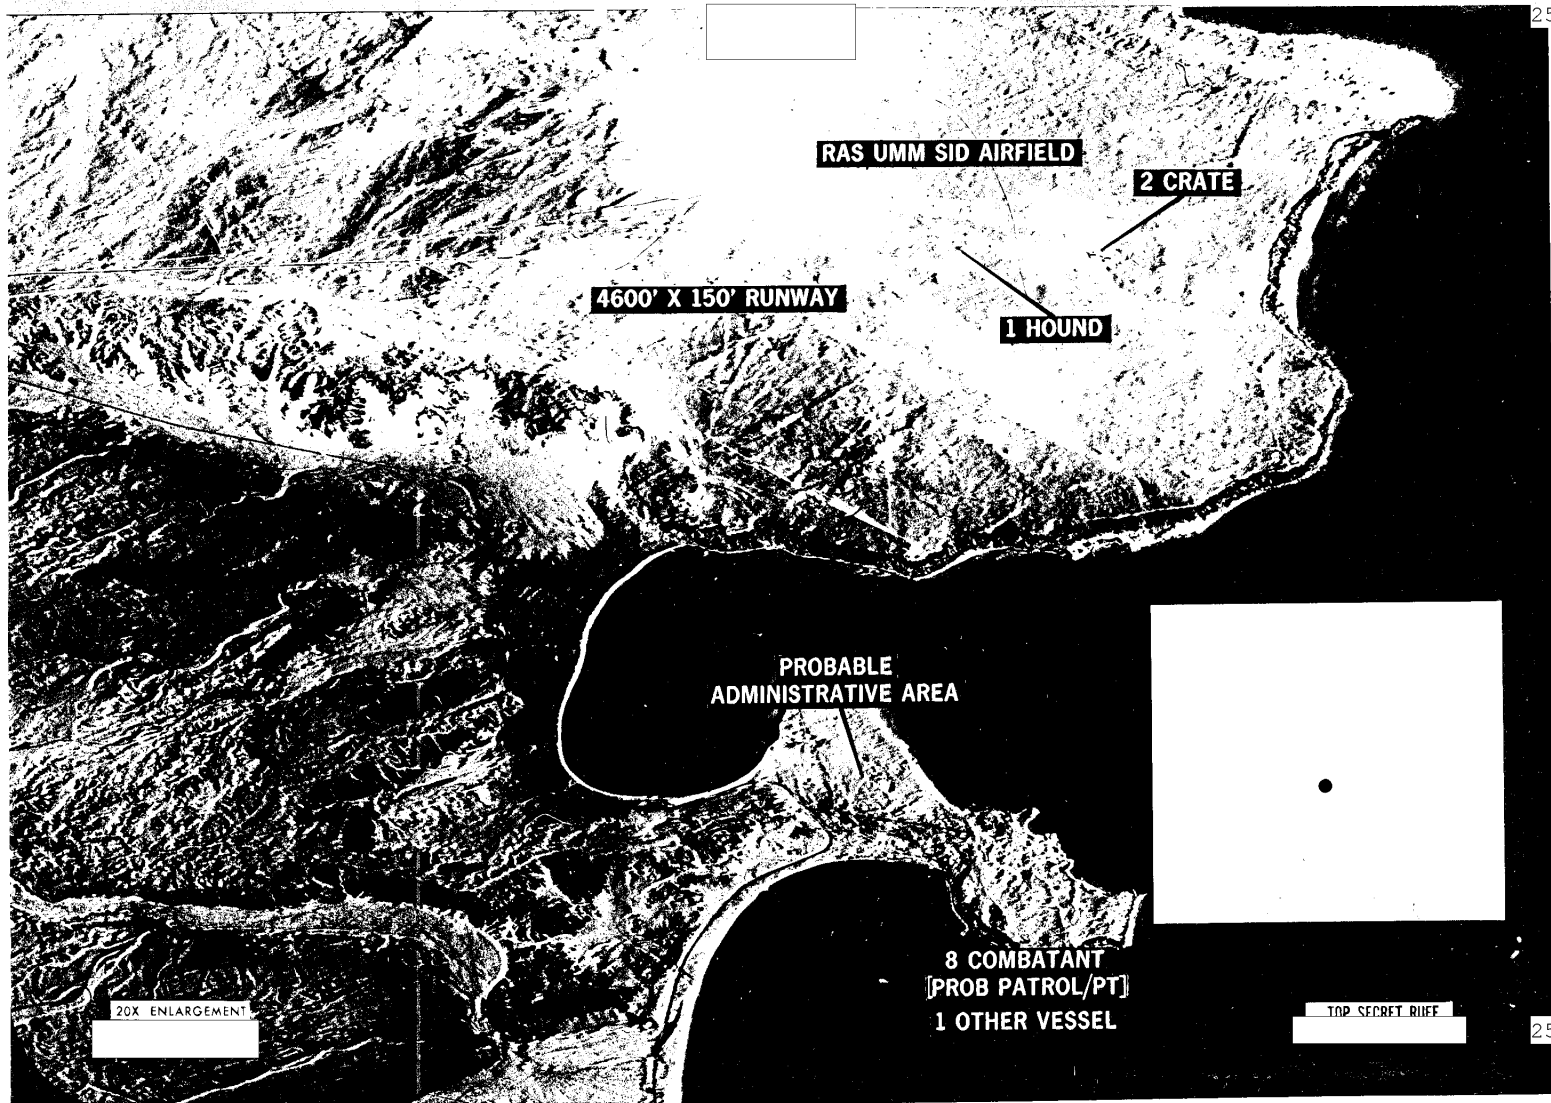 25
RAS UMM SID AIRFIELD
2 CRATE
4600' X 150' RUNWAY
1 HOUND
PROBABLE
ADMINISTRATIVE AREA
8 COMBATANT
[PROB PATROL/PT]
1 OTHER VESSEL
20X ENLARGEMENT
TOP SECRET RUFF
25